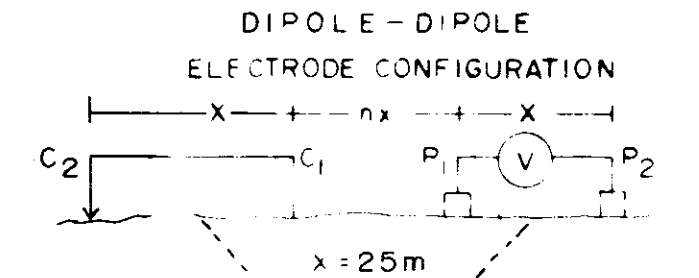 DIPOLE-DIPOLE
ELECTRODE CONFIGURATION
X nx X
C2 C1 P1 V P2
x = 25m